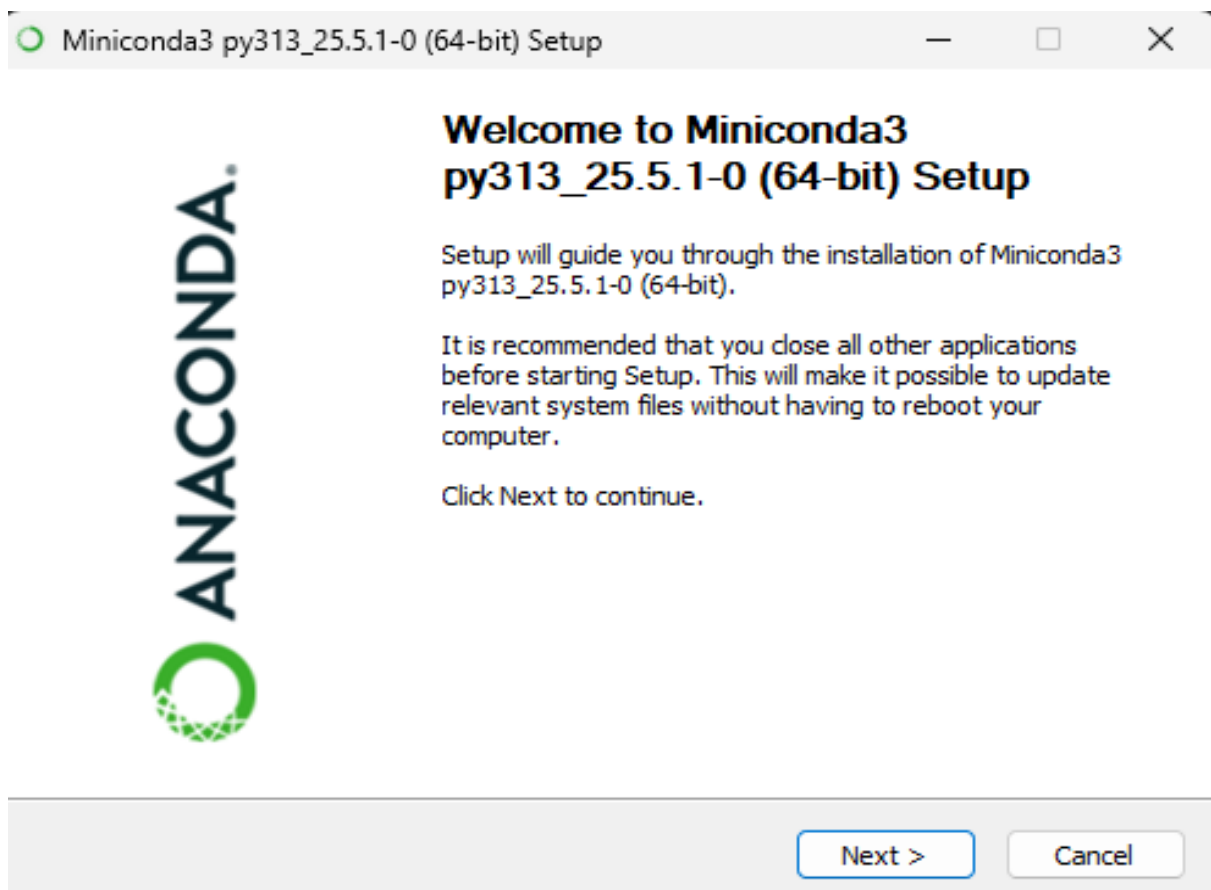 Miniconda3 py313_25.5.1-0 (64-bit) Setup
Welcome to Miniconda3
py313_25.5.1-0 (64-bit) Setup
Setup will guide you through the installation of Miniconda3
py313_25.5.1-0 (64-bit).
It is recommended that you close all other applications
before starting Setup. This will make it possible to update
relevant system files without having to reboot your
computer.
Click Next to continue.
ANACONDA.
Next >
Cancel